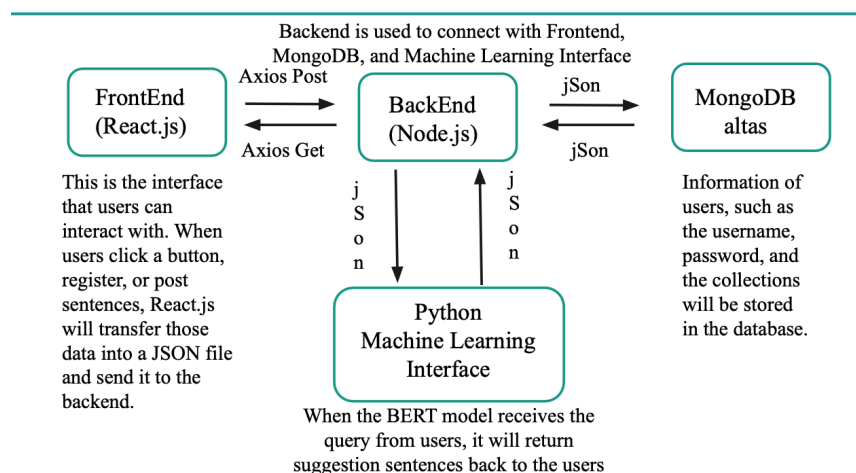 Backend is used to connect with Frontend,
MongoDB, and Machine Learning Interface
FrontEnd
(React.js)
Axios Post
Axios Get
BackEnd
(Node.js)
jSon
jSon
MongoDB
altas
This is the interface
that users can
interact with. When
users click a button,
register, or post
sentences, React.js
will transfer those
data into a JSON file
and send it to the
backend.
j
S
o
n
j
S
o
n
Information of
users, such as
the username,
password, and
the collections
will be stored
in the database.
Python
Machine Learning
Interface
When the BERT model receives the
query from users, it will return
suggestion sentences back to the users